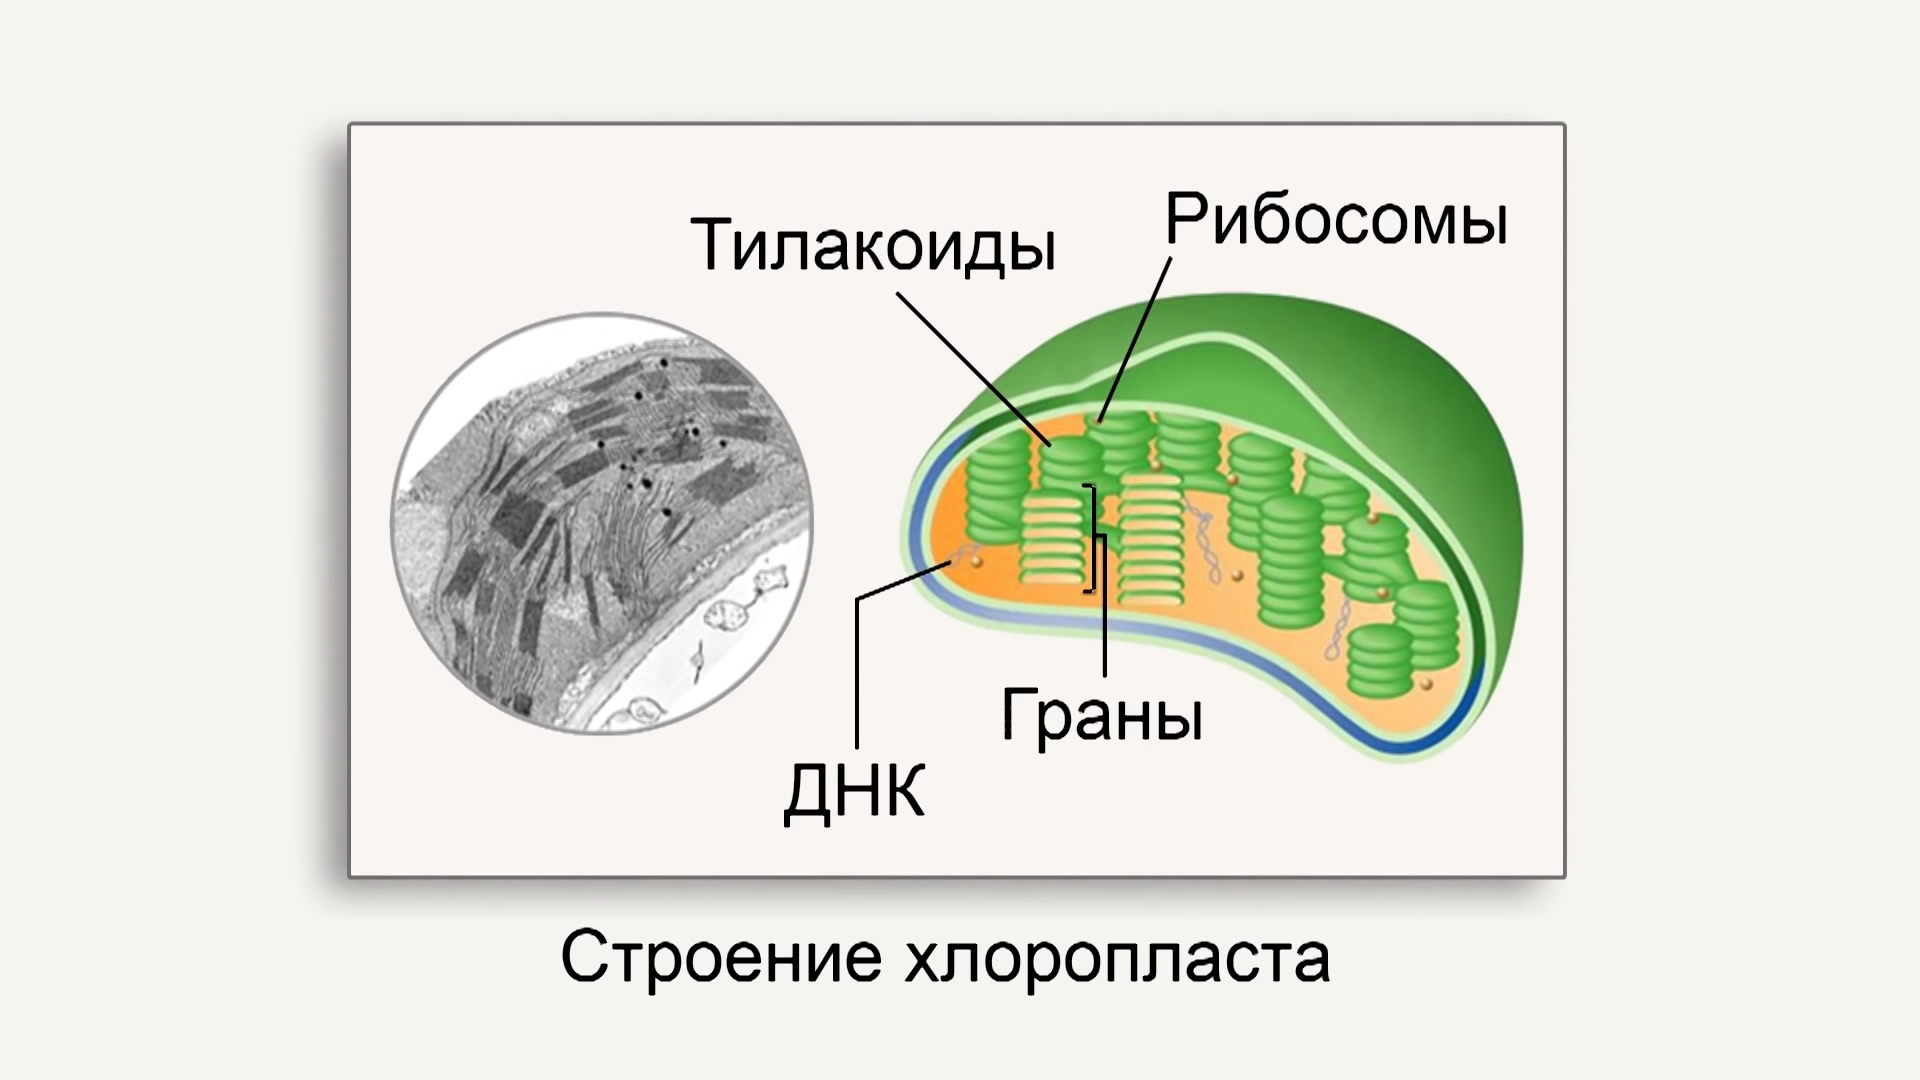 Рибосомы
Тилакоиды
Граны
ДНК
Строение хлоропласта